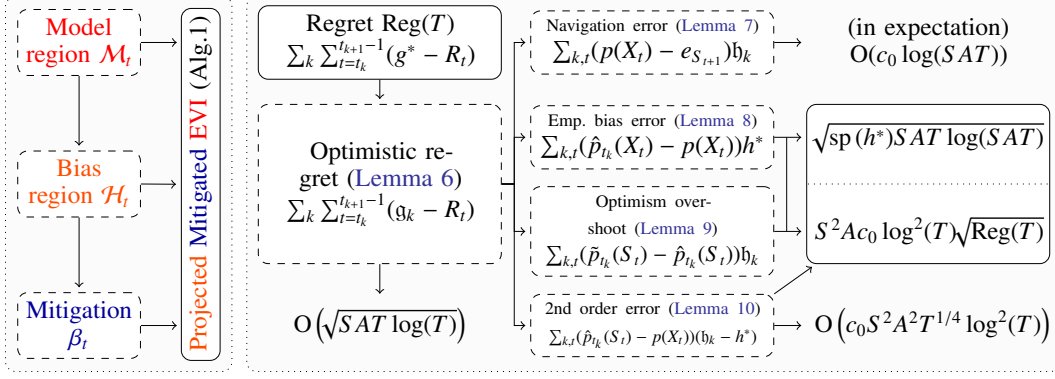 Model
region ℳ_t
Bias
region ℋ_t
Mitigation
β_t
Projected Mitigated EVI (Alg.1)
Regret Reg(T)
∑_k ∑_{t=t_k}^{t_{k+1}−1} (g* − R_t)
Optimistic re-
gret (Lemma 6)
∑_k ∑_{t=t_k}^{t_{k+1}−1} (𝔤_k − R_t)
O(√(SAT log(T)))
Navigation error (Lemma 7)
∑_{k,t}(p(X_t) − e_{S_{t+1}})𝔥_k
Emp. bias error (Lemma 8)
∑_{k,t}(p̂_{t_k}(X_t) − p(X_t))h*
Optimism over-
shoot (Lemma 9)
∑_{k,t}(p̃_{t_k}(S_t) − p̂_{t_k}(S_t))𝔥_k
2nd order error (Lemma 10)
∑_{k,t}(p̂_{t_k}(S_t) − p(X_t))(𝔥_k − h*)
(in expectation)
O(c_0 log(SAT))
√(sp(h*)SAT log(SAT))
S²Ac_0 log²(T)√(Reg(T))
O(c_0S²A²T^{1/4} log²(T))